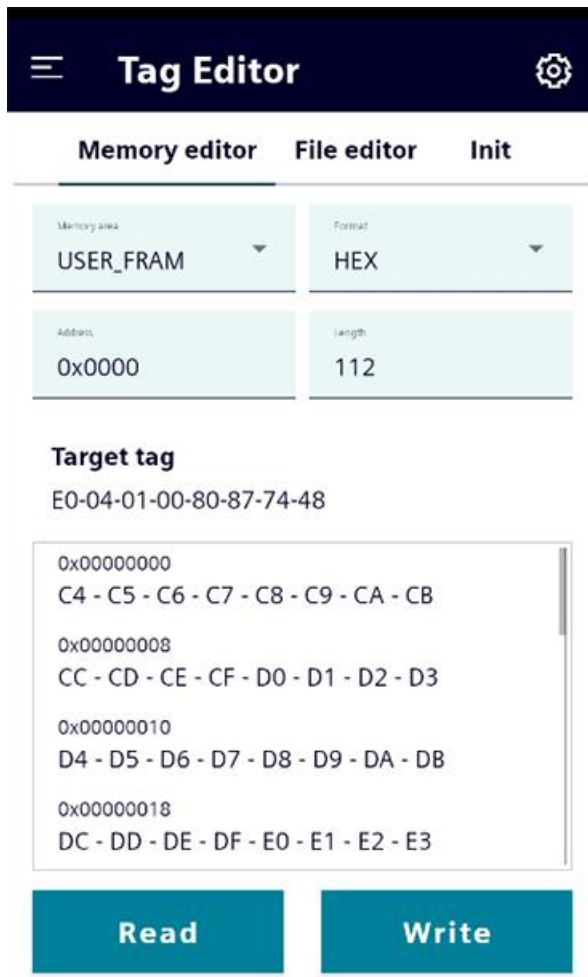 Tag Editor
Memory editor File editor Init
Memory area Format
USER_FRAM HEX
Address Length
0x0000 112
Target tag
E0-04-01-00-80-87-74-48
0x00000000
C4 - C5 - C6 - C7 - C8 - C9 - CA - CB
0x00000008
CC - CD - CE - CF - D0 - D1 - D2 - D3
0x00000010
D4 - D5 - D6 - D7 - D8 - D9 - DA - DB
0x00000018
DC - DD - DE - DF - E0 - E1 - E2 - E3
Read Write